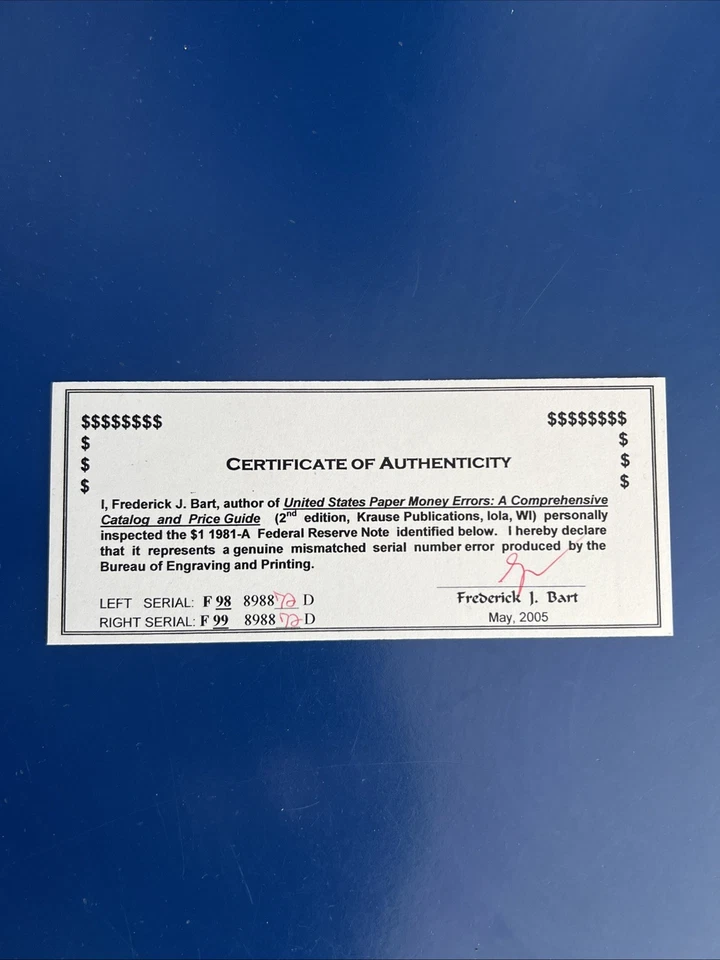 $$$$$$$$ $$$$$$$$
$ $
$ $
$ $
CERTIFICATE OF AUTHENTICITY
I, Frederick J. Bart, author of United States Paper Money Errors: A Comprehensive
Catalog and Price Guide (2nd edition, Krause Publications, Iola, WI) personally
inspected the $1 1981-A Federal Reserve Note identified below. I hereby declare
that it represents a genuine mismatched serial number error produced by the
Bureau of Engraving and Printing.
LEFT SERIAL: F 98 898872 D
RIGHT SERIAL: F 99 898872 D
Frederick J. Bart
May, 2005